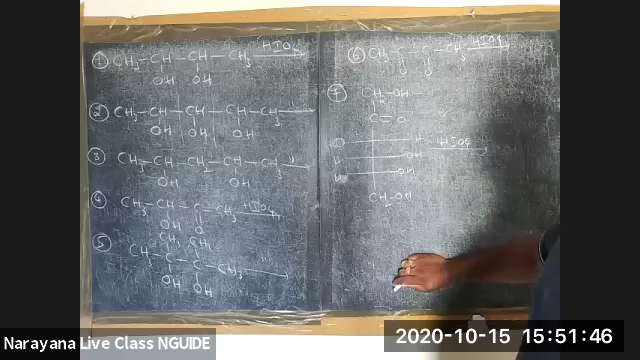 ① CH₃-CH-CH-CH₃ HIO₄
OH OH
② CH₃-CH-CH-CH-CH₃
OH OH OH
③ CH₃-CH-CH₂-CH-CH₃ "
OH OH
④ CH₃-CH-C-CH₃ HIO₄
OH O
CH₃ CH₃
⑤ CH₃-C-C-CH₃ "
OH OH
⑥ CH₃-C-C-CH₃ HIO₄
O O
⑦ CH₂-OH
C=O
HO H HIO₄
H OH
H OH
CH₂-OH
Narayana Live Class NGUIDE
2020-10-15 15:51:46